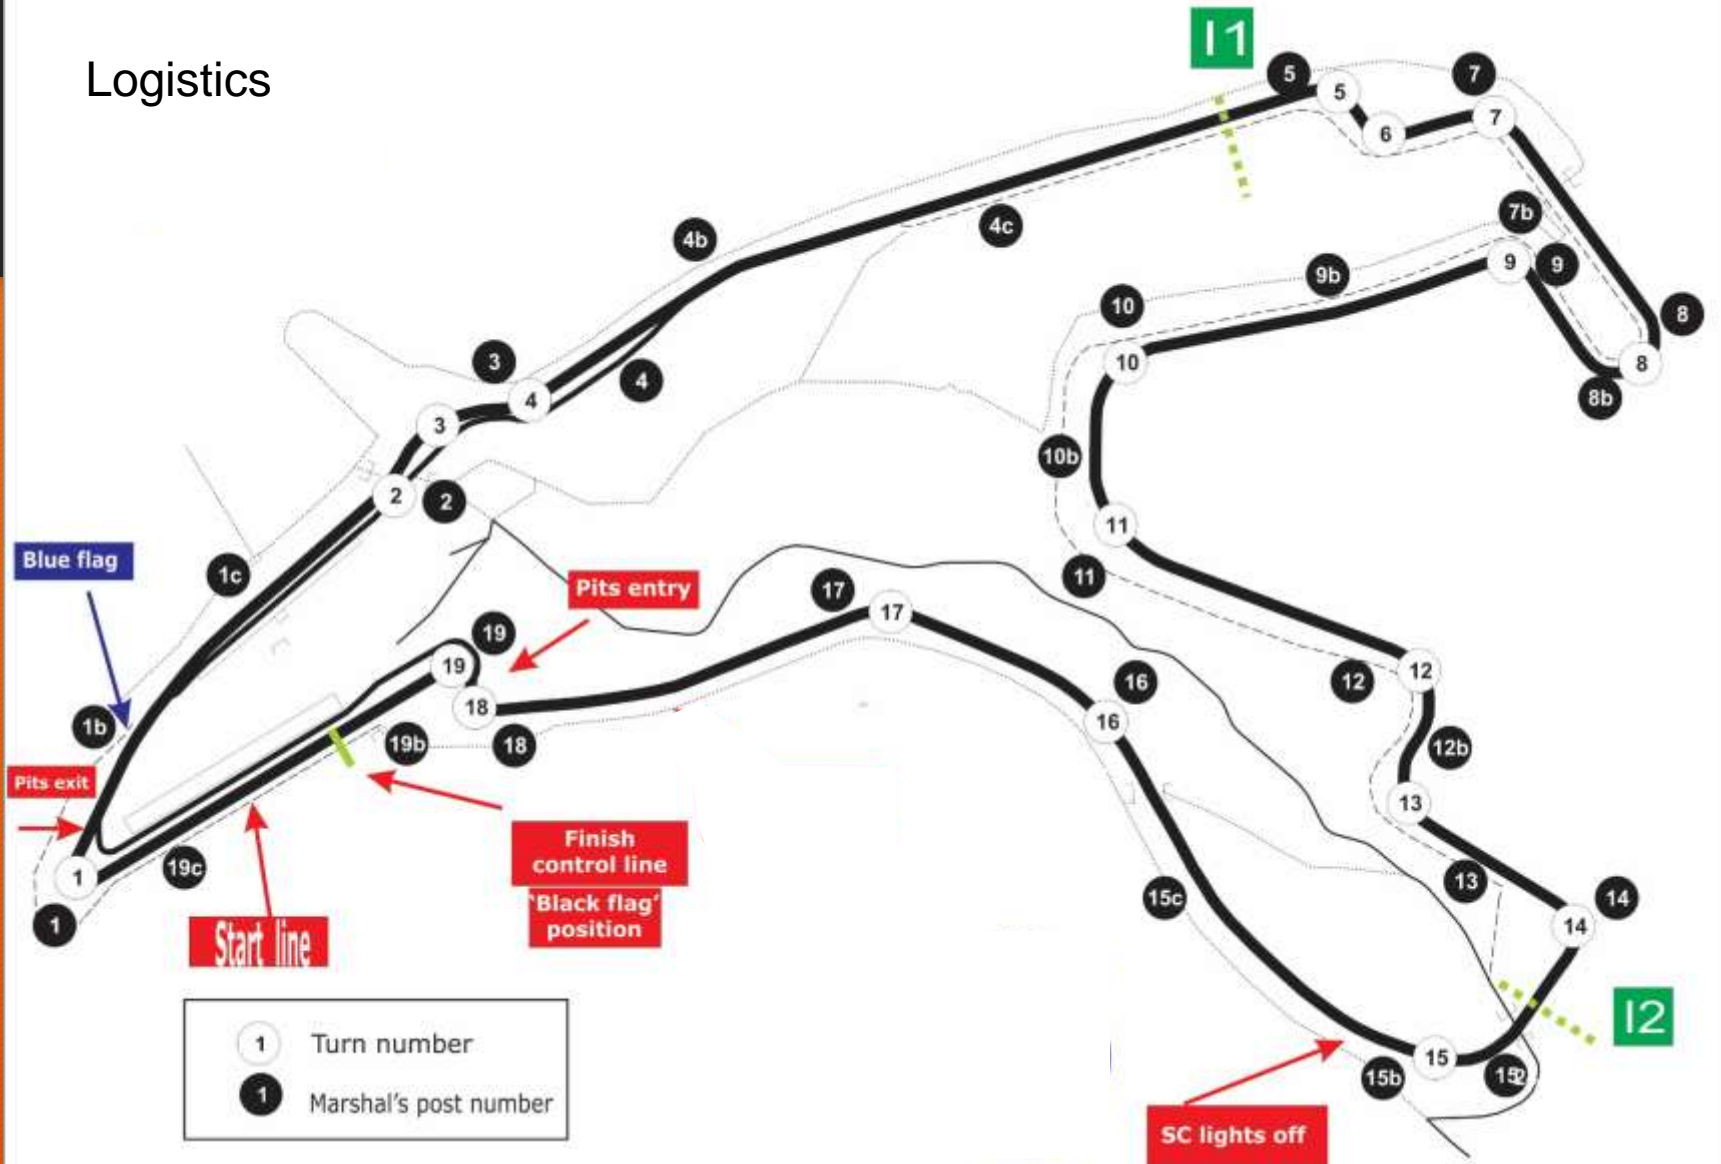 Logistics
I1
5
5
7
7
6
4b
4c
7b
9
9
9b
10
10
8
8
8b
3
4
4
3
2
2
10b
11
11
Blue flag
1c
Pits entry
17
17
19
19
18
18
19b
1b
Pits exit
12
12
16
16
12b
13
13
Finish
control line
'Black flag'
position
19c
1
1
Start line
15c
14
14
I2
15
15b
SC lights off
1 Turn number
1 Marshal's post number